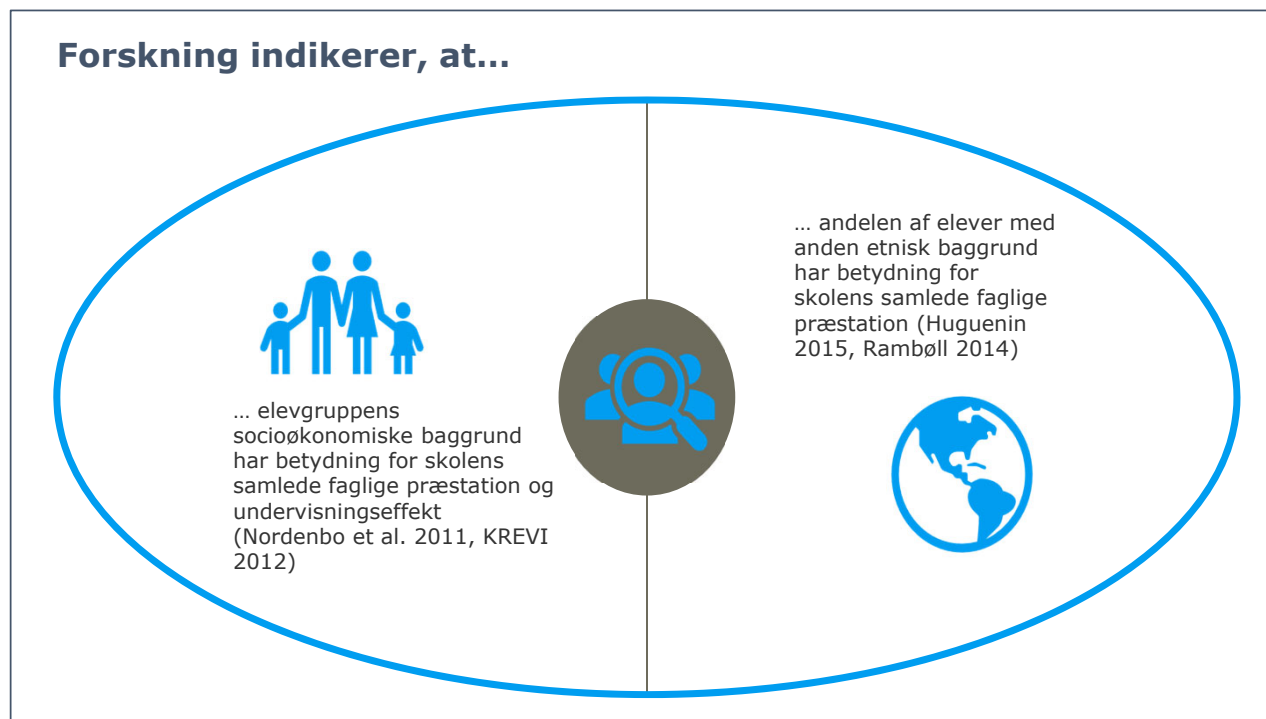 Forskning indikerer, at...
... elevgruppens
socioøkonomiske baggrund
har betydning for skolens
samlede faglige præstation og
undervisningseffekt
(Nordenbo et al. 2011, KREVI
2012)
... andelen af elever med
anden etnisk baggrund
har betydning for
skolens samlede faglige
præstation (Huguenin
2015, Rambøll 2014)